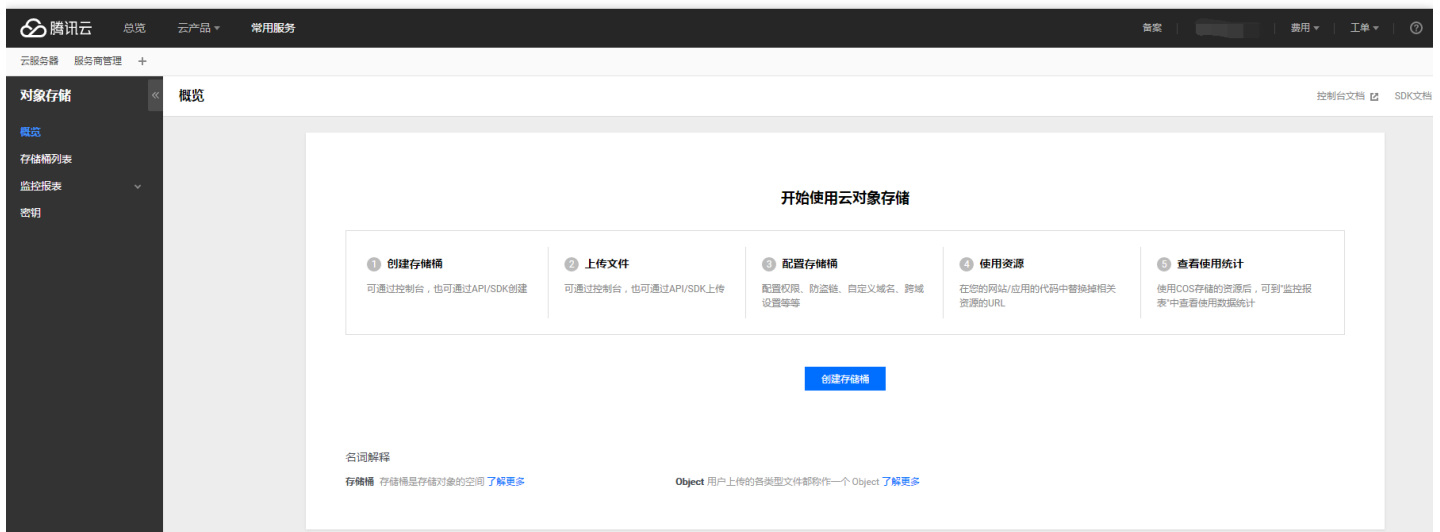 腾讯云 总览 云产品 常用服务 备案 费用 工单
云服务器 服务商管理 +
对象存储 « 概览 控制台文档 SDK文档
概览
存储桶列表
监控报表
密钥
开始使用云对象存储
1 创建存储桶
可通过控制台，也可通过API/SDK创建
2 上传文件
可通过控制台，也可通过API/SDK上传
3 配置存储桶
配置权限、防盗链、自定义域名、跨域
设置等等
4 使用资源
在您的网站/应用的代码中替换掉相关
资源的URL
5 查看使用统计
使用COS存储的资源后，可到"监控报
表"中查看使用数据统计
创建存储桶
名词解释
存储桶 存储桶是存储对象的空间 了解更多
Object 用户上传的各类型文件都称作一个 Object 了解更多